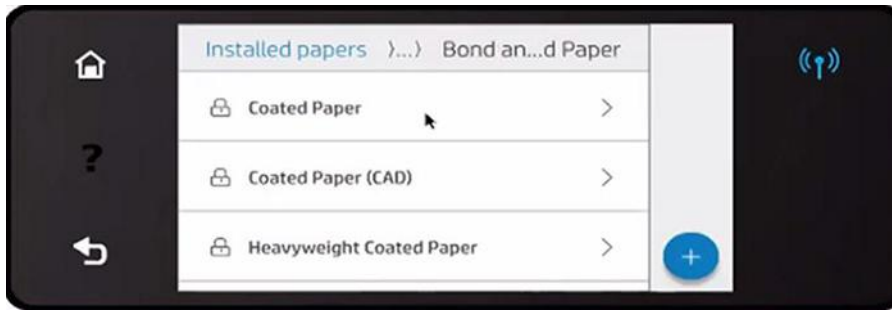 Installed papers 〉...〉 Bond an...d Paper
Coated Paper
?
Coated Paper (CAD)
Heavyweight Coated Paper
+